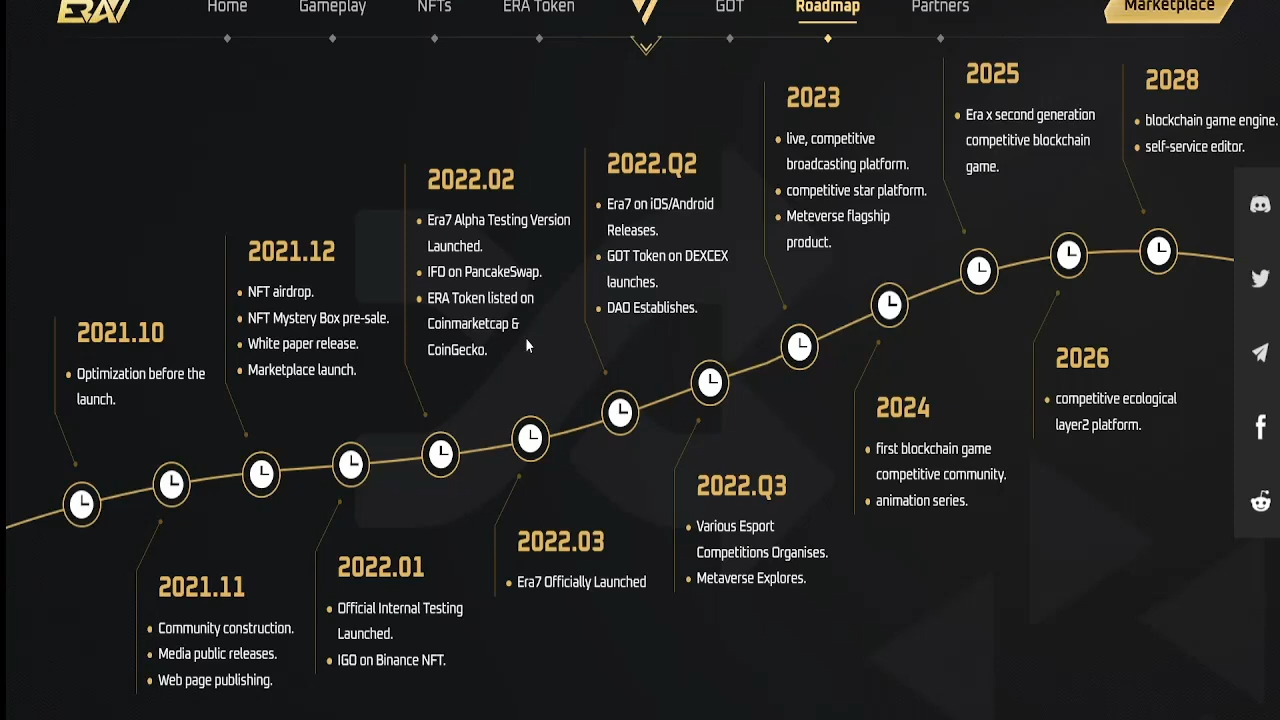 ERA7
Home
Gameplay
NFTs
ERA Token
GOT
Roadmap
Partners
Marketplace
2021.10
Optimization before the
launch.
2021.11
Community construction.
Media public releases.
Web page publishing.
2021.12
NFT airdrop.
NFT Mystery Box pre-sale.
White paper release.
Marketplace launch.
2022.01
Official Internal Testing
Launched.
IGO on Binance NFT.
2022.02
Era7 Alpha Testing Version
Launched.
IFO on PancakeSwap.
ERA Token listed on
Coinmarketcap &
CoinGecko.
2022.03
Era7 Officially Launched
2022.Q2
Era7 on iOS/Android
Releases.
GOT Token on DEXCEX
launches.
DAO Establishes.
2022.Q3
Various Esport
Competitions Organises.
Metaverse Explores.
2023
live, competitive
broadcasting platform.
competitive star platform.
Meteverse flagship
product.
2024
first blockchain game
competitive community.
animation series.
2025
Era x second generation
competitive blockchain
game.
2026
competitive ecological
layer2 platform.
2028
blockchain game engine.
self-service editor.